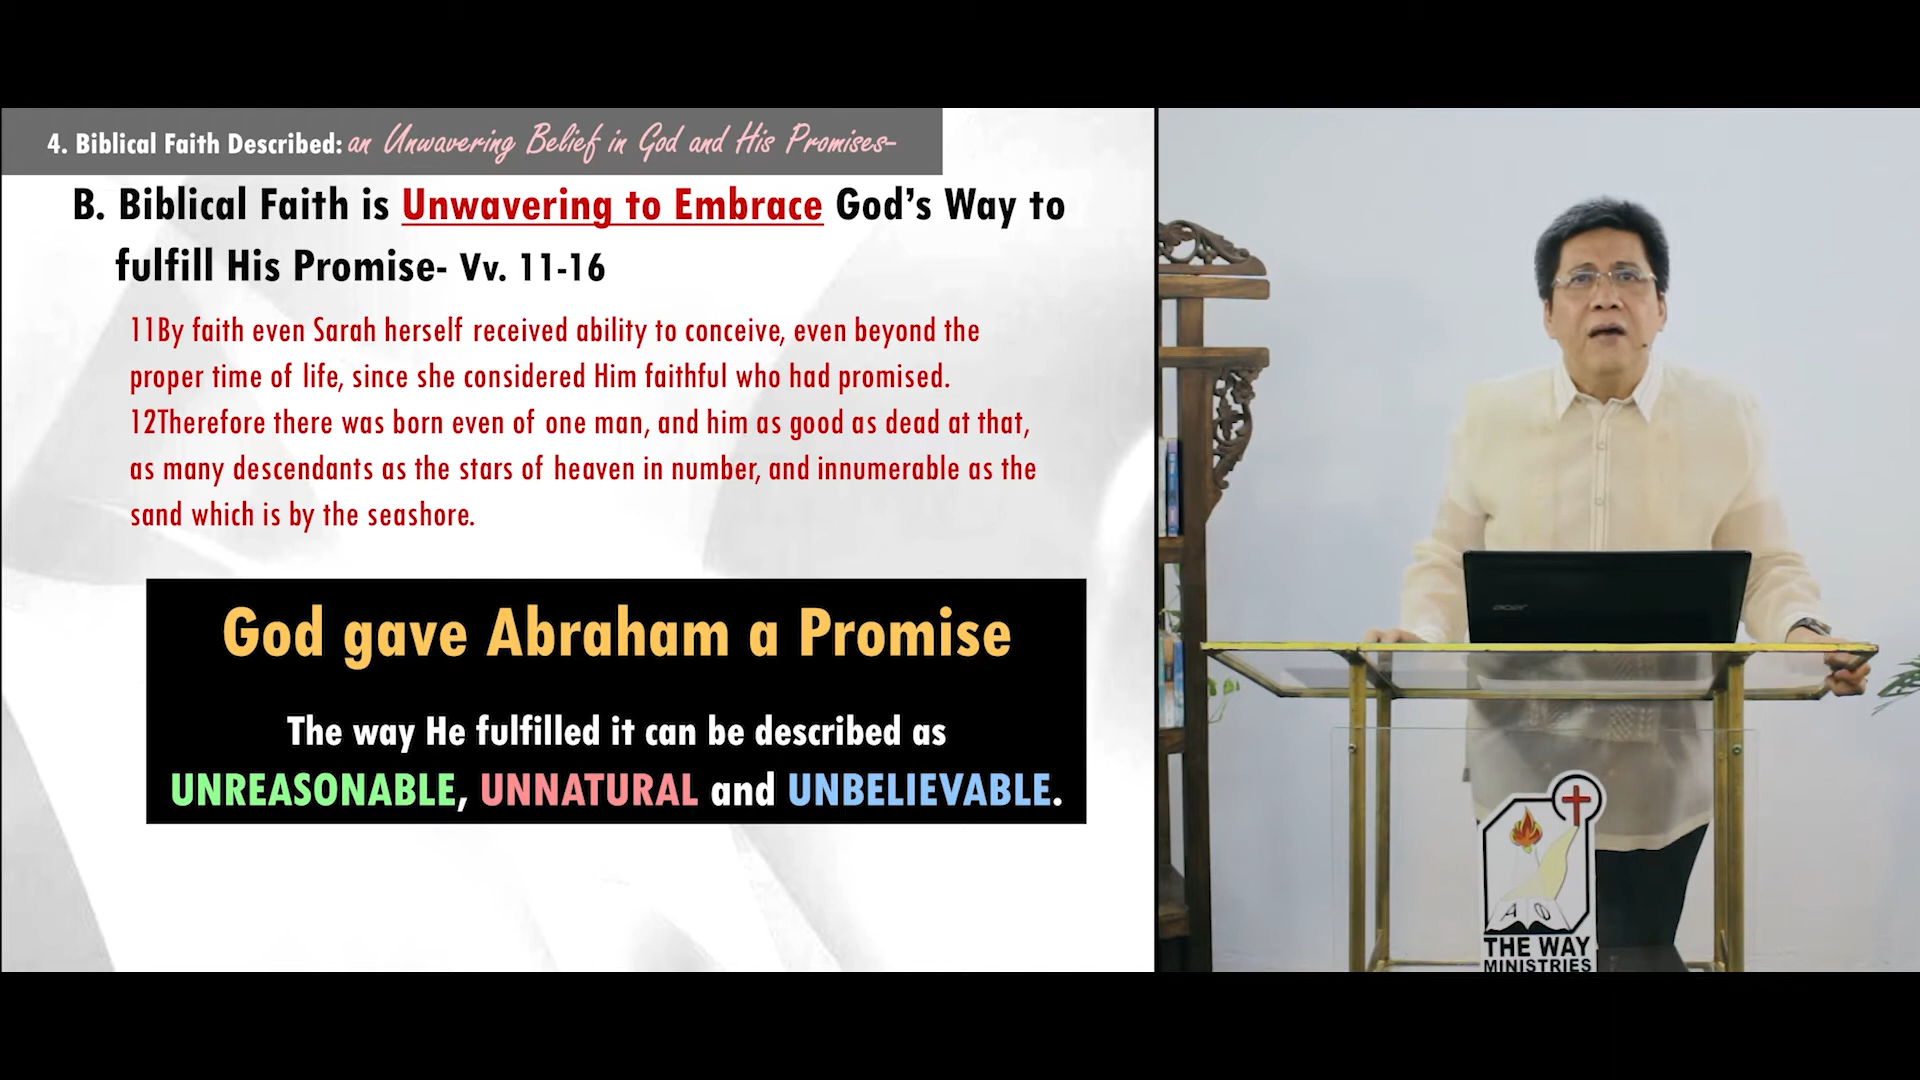 4. Biblical Faith Described: an Unwavering Belief in God and His Promises-
B. Biblical Faith is Unwavering to Embrace God’s Way to
fulfill His Promise- Vv. 11-16
11By faith even Sarah herself received ability to conceive, even beyond the
proper time of life, since she considered Him faithful who had promised.
12Therefore there was born even of one man, and him as good as dead at that,
as many descendants as the stars of heaven in number, and innumerable as the
sand which is by the seashore.
God gave Abraham a Promise
The way He fulfilled it can be described as
UNREASONABLE, UNNATURAL and UNBELIEVABLE.
acer
A Φ
THE WAY
MINISTRIES